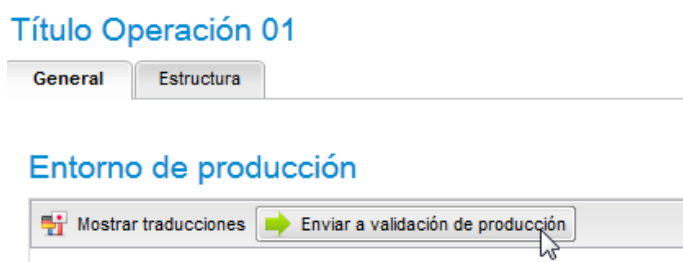 Título Operación 01
General Estructura
Entorno de producción
Mostrar traducciones Enviar a validación de producción